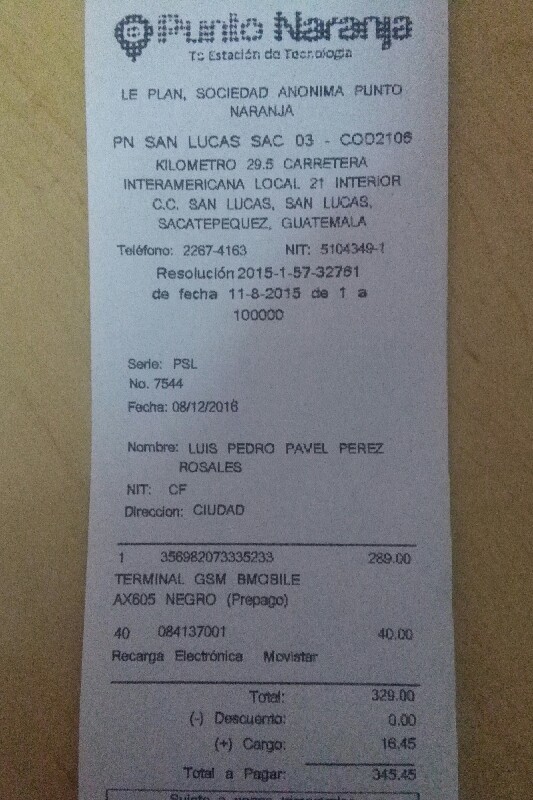 Punto Naranja
Tu Estación de Tecnología
LE PLAN, SOCIEDAD ANONIMA PUNTO
NARANJA
PN SAN LUCAS SAC 03 - COD2106
KILOMETRO 29.5 CARRETERA
INTERAMERICANA LOCAL 21 INTERIOR
C.C. SAN LUCAS, SAN LUCAS,
SACATEPEQUEZ, GUATEMALA
Teléfono: 2267-4163 NIT: 5104349-1
Resolución 2015-1-57-32761
de fecha 11-8-2015 de 1 a
100000
Serie: PSL
No. 7544
Fecha: 08/12/2016
Nombre: LUIS PEDRO PAVEL PEREZ
ROSALES
NIT: CF
Direccion: CIUDAD
1 356982073335233 289.00
TERMINAL GSM BMOBILE
AX605 NEGRO (Prepago)
40 084137001 40.00
Recarga Electrónica Movistar
Total: 329.00
(-) Descuento: 0.00
(+) Cargo: 16.45
Total a Pagar: 345.45
Sujeto a pagos